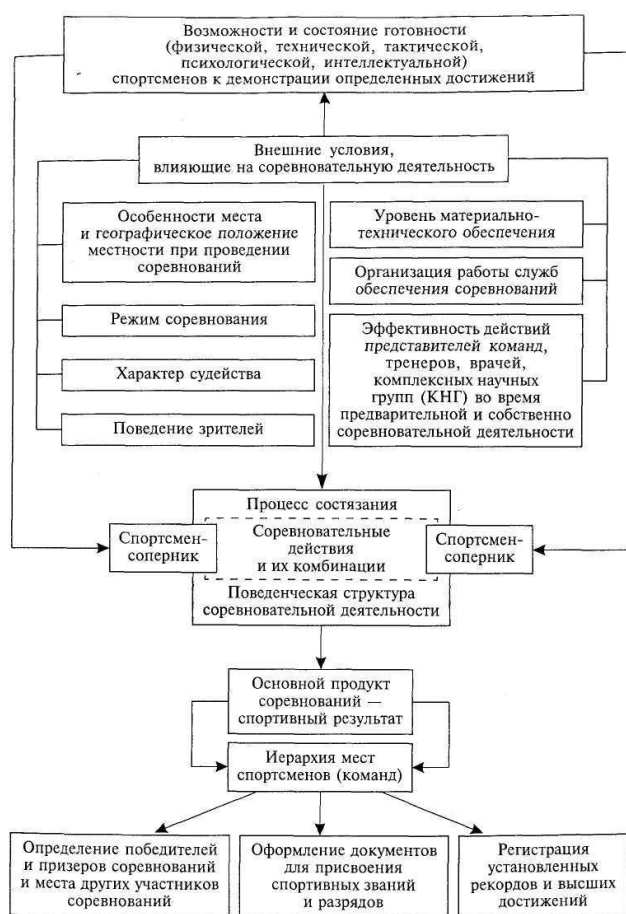 Возможности и состояние готовности
(физической, технической, тактической,
психологической, интеллектуальной)
спортсменов к демонстрации определенных достижений
Внешние условия,
влияющие на соревновательную деятельность
Особенности места
и географическое положение
местности при проведении
соревнований
Режим соревнования
Характер судейства
Поведение зрителей
Уровень материально-
технического обеспечения
Организация работы служб
обеспечения соревнований
Эффективность действий
представителей команд,
тренеров, врачей,
комплексных научных
групп (КНГ) во время
предварительной и собственно
соревновательной деятельности
Процесс состязания
Спортсмен-
соперник
Соревновательные
действия
и их комбинации
Спортсмен-
соперник
Поведенческая структура
соревновательной деятельности
Основной продукт
соревнований —
спортивный результат
Иерархия мест
спортсменов (команд)
Определение победителей
и призеров соревнований
и места других участников
соревнований
Оформление документов
для присвоения
спортивных званий
и разрядов
Регистрация
установленных
рекордов и высших
достижений